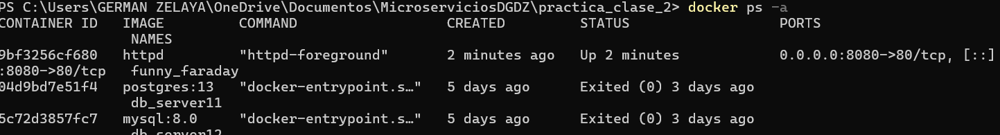 PS C:\Users\GERMAN ZELAYA\OneDrive\Documentos\MicroserviciosDGDZ\practica_clase_2> docker ps -a
CONTAINER ID   IMAGE         COMMAND                  CREATED         STATUS                  PORTS
                NAMES
9bf3256cf680   httpd         "httpd-foreground"       2 minutes ago   Up 2 minutes            0.0.0.0:8080->80/tcp, [::]
:8080->80/tcp   funny_faraday
04d9bd7e51f4   postgres:13   "docker-entrypoint.s…"   5 days ago      Exited (0) 3 days ago
                db_server11
5c72d3857fc7   mysql:8.0     "docker-entrypoint.s…"   5 days ago      Exited (0) 3 days ago
                db_server12